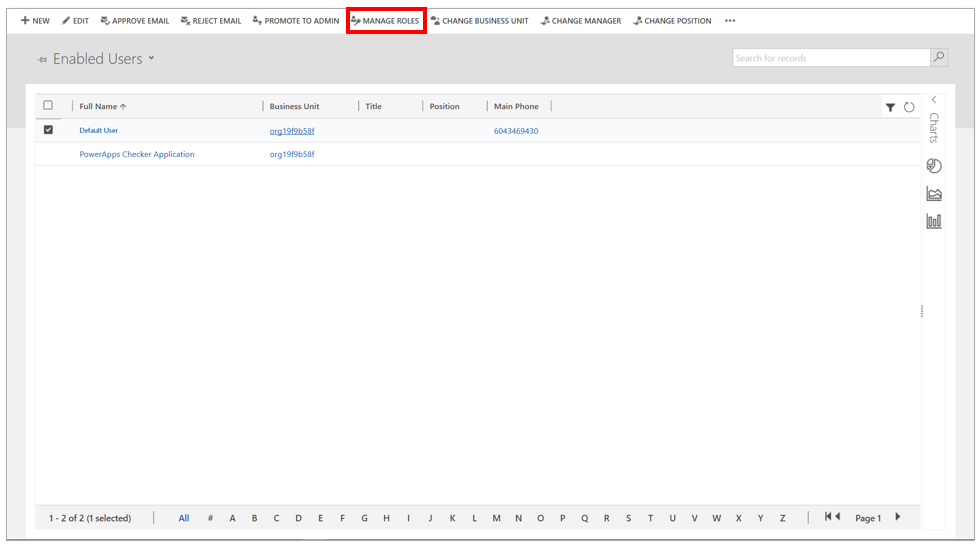 NEW EDIT APPROVE EMAIL REJECT EMAIL PROMOTE TO ADMIN MANAGE ROLES CHANGE BUSINESS UNIT CHANGE MANAGER CHANGE POSITION •••
Enabled Users
Search for records
Full Name Business Unit Title Position Main Phone
Default User org19f9b58f 6043469430
PowerApps Checker Application org19f9b58f
Charts
1 - 2 of 2 (1 selected) All # A B C D E F G H I J K L M N O P Q R S T U V W X Y Z Page 1